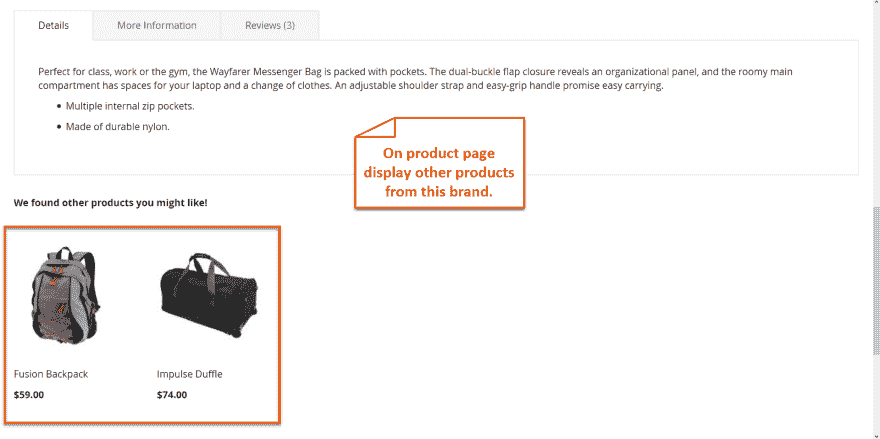 Details
More Information
Reviews (3)
Perfect for class, work or the gym, the Wayfarer Messenger Bag is packed with pockets. The dual-buckle flap closure reveals an organizational panel, and the roomy main
compartment has spaces for your laptop and a change of clothes. An adjustable shoulder strap and easy-grip handle promise easy carrying.
• Multiple internal zip pockets.
• Made of durable nylon.
On product page
display other products
from this brand.
We found other products you might like!
Fusion Backpack
$59.00
Impulse Duffle
$74.00